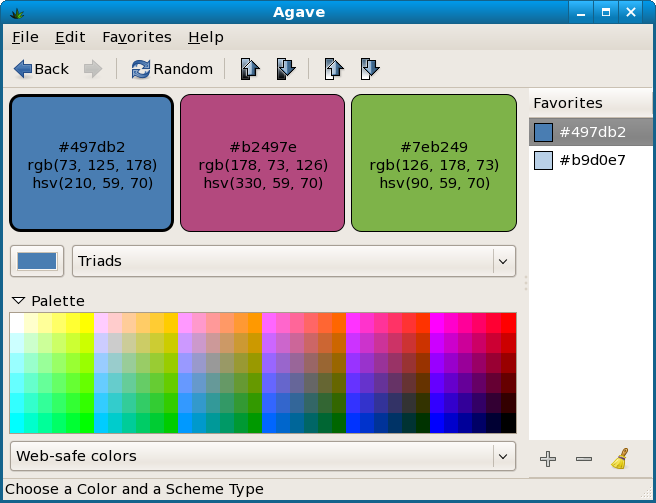 Agave
File Edit Favorites Help
Back Random
#497db2
rgb(73, 125, 178)
hsv(210, 59, 70)
#b2497e
rgb(178, 73, 126)
hsv(330, 59, 70)
#7eb249
rgb(126, 178, 73)
hsv(90, 59, 70)
Triads
Palette
Web-safe colors
Favorites
#497db2
#b9d0e7
Choose a Color and a Scheme Type